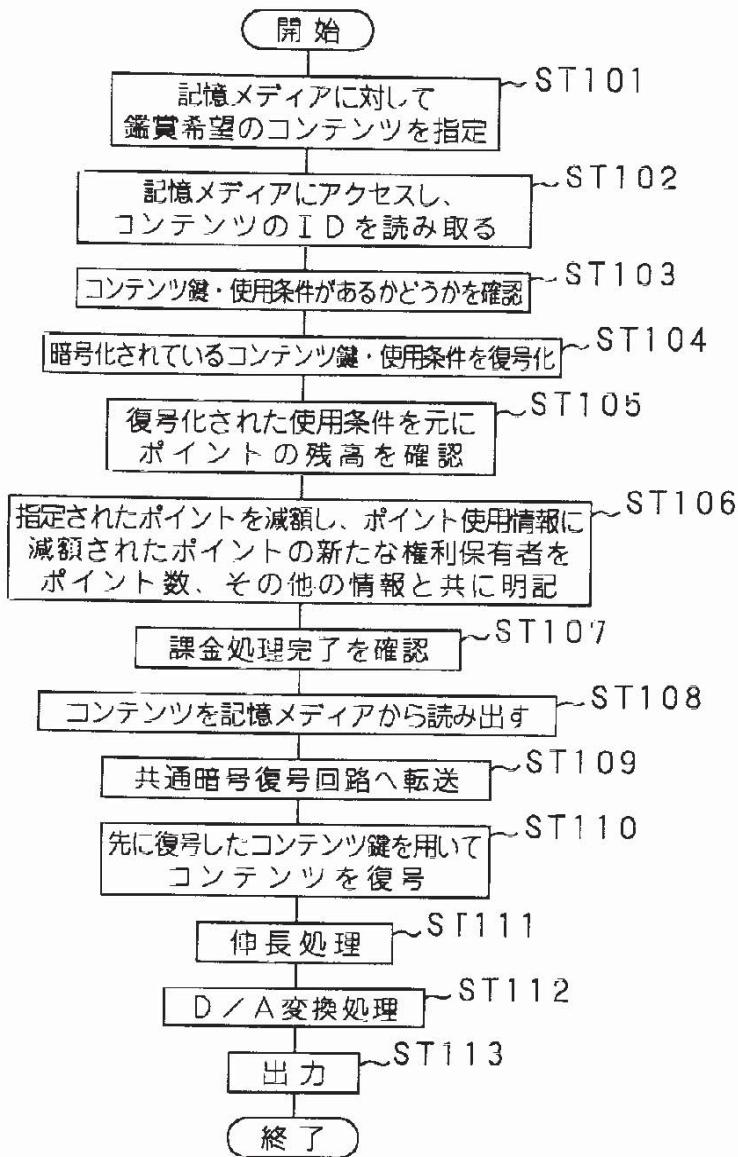 開始
ST101
記憶メディアに対して
鑑賞希望のコンテンツを指定
ST102
記憶メディアにアクセスし、
コンテンツのIDを読み取る
ST103
コンテンツ鍵・使用条件があるかどうかを確認
ST104
暗号化されているコンテンツ鍵・使用条件を復号化
ST105
復号化された使用条件を元に
ポイントの残高を確認
ST106
指定されたポイントを減額し、ポイント使用情報に
減額されたポイントの新たな権利保有者を
ポイント数、その他の情報と共に明記
ST107
課金処理完了を確認
ST108
コンテンツを記憶メディアから読み出す
ST109
共通暗号復号回路へ転送
ST110
先に復号したコンテンツ鍵を用いて
コンテンツを復号
ST111
伸長処理
ST112
D/A変換処理
ST113
出力
終了